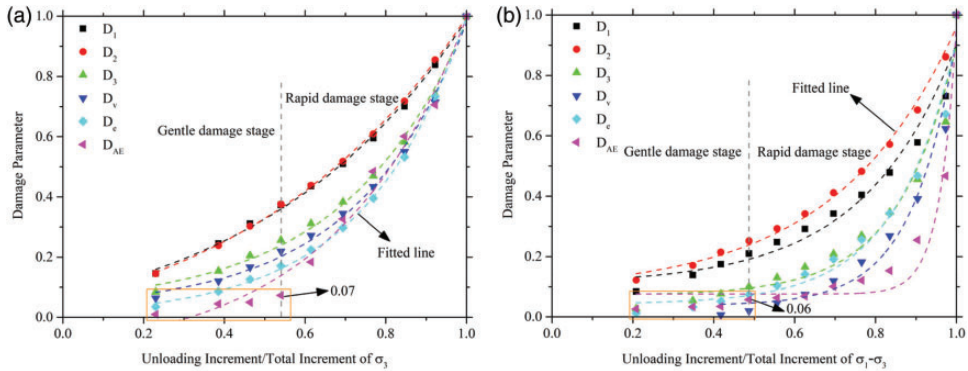 (a)
1.0
0.8
0.6
0.4
0.2
0.0
Damage Parameter
D1
D2
D3
Dv
De
DAE
Gentle damage stage
Rapid damage stage
Fitted line
0.07
0.0 0.2 0.4 0.6 0.8 1.0
Unloading Increment/Total Increment of σ3
(b)
1.0
0.8
0.6
0.4
0.2
0.0
Damage Parameter
D1
D2
D3
Dv
De
DAE
Fitted line
Gentle damage stage
Rapid damage stage
0.06
0.0 0.2 0.4 0.6 0.8 1.0
Unloading Increment/Total Increment of σ1-σ3